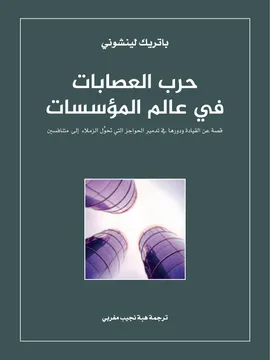 باتريك لينشوني
حرب العصابات
في عالم المؤسسات
قصة عن القيادة ودورها في تدمير الحواجز التي تحوّل الزملاء إلى متنافسين
ترجمة هبة نجيب مغربي